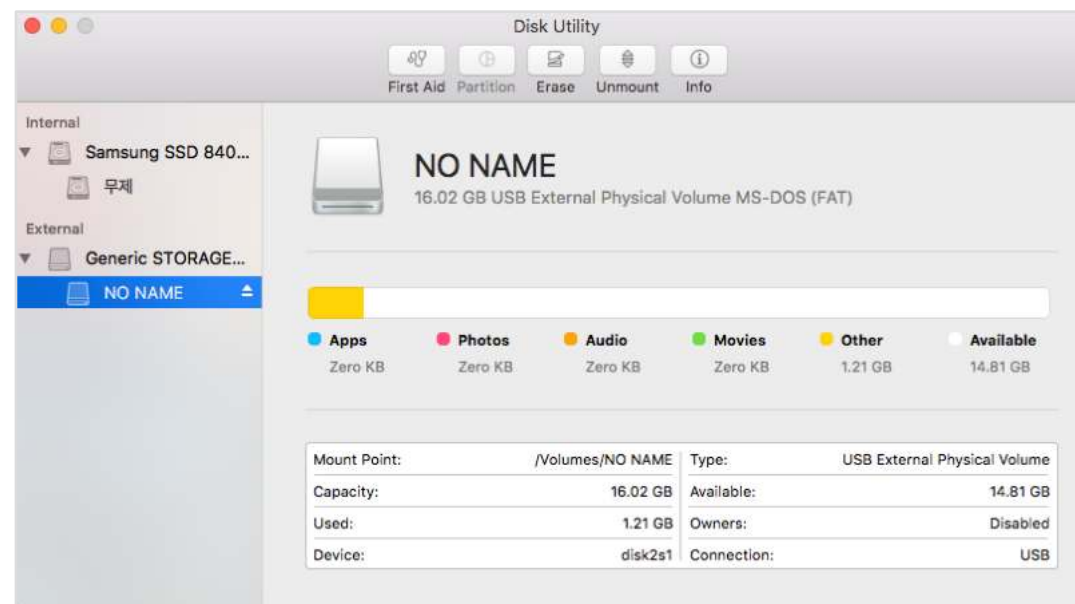 Disk Utility
First Aid Partition Erase Unmount Info
Internal
Samsung SSD 840...
무제
External
Generic STORAGE...
NO NAME
NO NAME
16.02 GB USB External Physical Volume MS-DOS (FAT)
Apps Photos Audio Movies Other Available
Zero KB Zero KB Zero KB Zero KB 1.21 GB 14.81 GB
Mount Point: /Volumes/NO NAME Type: USB External Physical Volume
Capacity: 16.02 GB Available: 14.81 GB
Used: 1.21 GB Owners: Disabled
Device: disk2s1 Connection: USB